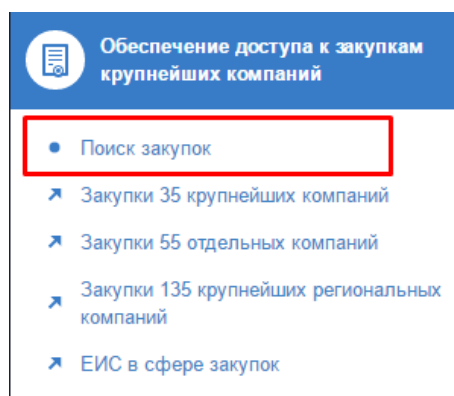 Обеспечение доступа к закупкам
крупнейших компаний
Поиск закупок
Закупки 35 крупнейших компаний
Закупки 55 отдельных компаний
Закупки 135 крупнейших региональных
компаний
ЕИС в сфере закупок